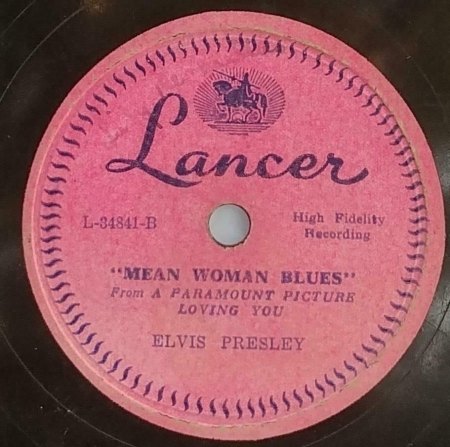 Lancer
L-34841-B
High Fidelity
Recording
"MEAN WOMAN BLUES"
From A PARAMOUNT PICTURE
LOVING YOU
ELVIS PRESLEY